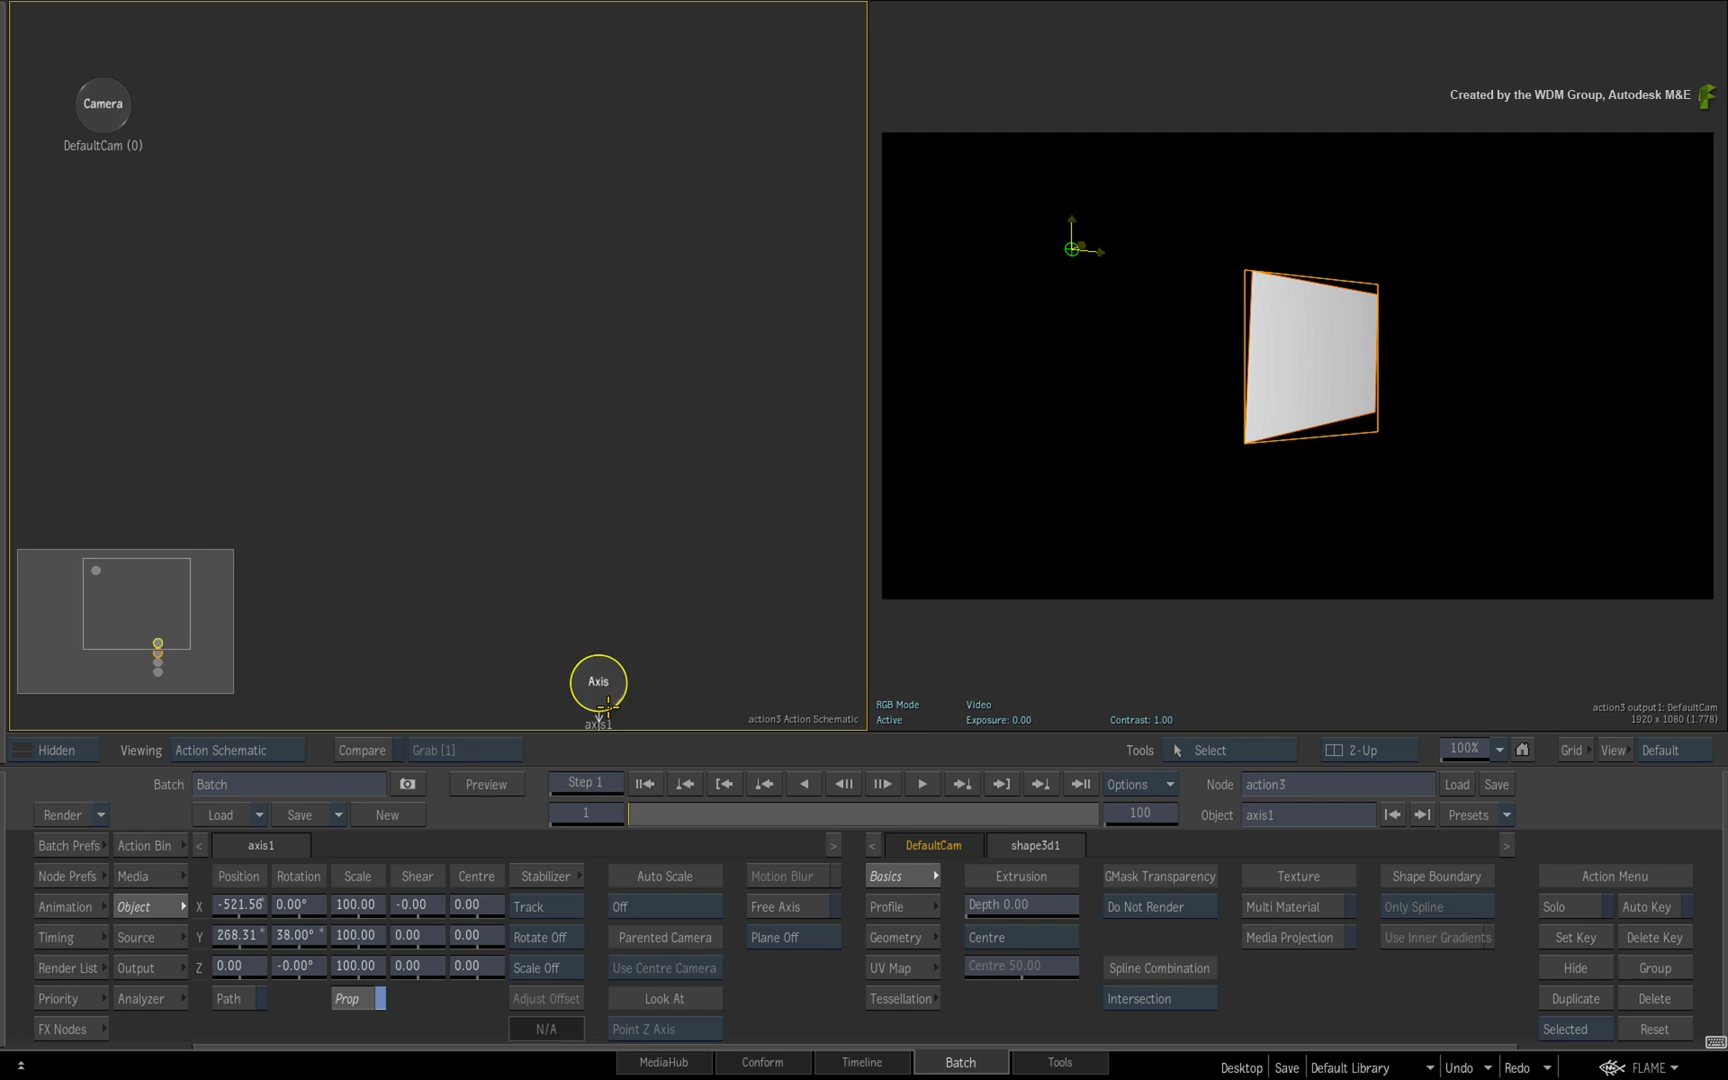 Camera
DefaultCam (0)
Created by the WDM Group, Autodesk M&E
Axis
axis1
action3 Action Schematic
RGB Mode
Video
Active
Exposure: 0.00
Contrast: 1.00
action3 output1: DefaultCam
1920 x 1080 (1.778)
Hidden
Viewing
Action Schematic
Compare
Grab [1]
Tools
Select
2-Up
100%
Grid
View
Default
Batch
Batch
Preview
Step 1
Options
Node
action3
Load
Save
Render
Load
Save
New
1
100
Object
axis1
Presets
Batch Prefs
Action Bin
<
axis1
>
<
DefaultCam
shape3d1
>
Node Prefs
Media
Position
Rotation
Scale
Shear
Centre
Stabilizer
Auto Scale
Motion Blur
Basics
Extrusion
GMask Transparency
Texture
Shape Boundary
Action Menu
Animation
Object
X
-521.56
0.00°
100.00
-0.00
0.00
Track
Off
Free Axis
Profile
Depth 0.00
Do Not Render
Multi Material
Only Spline
Solo
Auto Key
Timing
Source
Y
268.31
38.00°
100.00
0.00
0.00
Rotate Off
Parented Camera
Plane Off
Geometry
Centre
Media Projection
Use Inner Gradients
Set Key
Delete Key
Render List
Output
Z
0.00
-0.00°
100.00
0.00
0.00
Scale Off
Use Centre Camera
UV Map
Centre 50.00
Spline Combination
Hide
Group
Priority
Analyzer
Path
Prop
Adjust Offset
Look At
Tessellation
Intersection
Duplicate
Delete
FX Nodes
N/A
Point Z Axis
Selected
Reset
MediaHub
Conform
Timeline
Batch
Tools
Desktop
Save
Default Library
Undo
Redo
FLAME